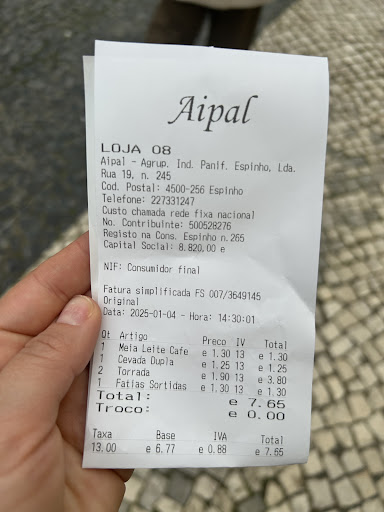 Aipal
LOJA 08
Aipal - Agrup. Ind. Panif. Espinho, Lda.
Rua 19, n. 245
Cod. Postal: 4500-256 Espinho
Telefone: 227331247
Custo chamada rede fixa nacional
No. Contribuinte: 500528276
Registo na Cons. Espinho n.265
Capital Social: 8.820,00 e
NIF: Consumidor final
Fatura simplificada FS 007/3649145
Original
Data: 2025-01-04 - Hora: 14:30:01
Qt Artigo Preco IV Total
1 Meia Leite Cafe e 1.30 13 e 1.30
1 Cevada Dupla e 1.25 13 e 1.25
2 Torrada e 1.90 13 e 3.80
1 Fatias Sortidas e 1.30 13 e 1.30
Total: e 7.65
Troco: e 0.00
Taxa Base IVA Total
13.00 e 6.77 e 0.88 e 7.65